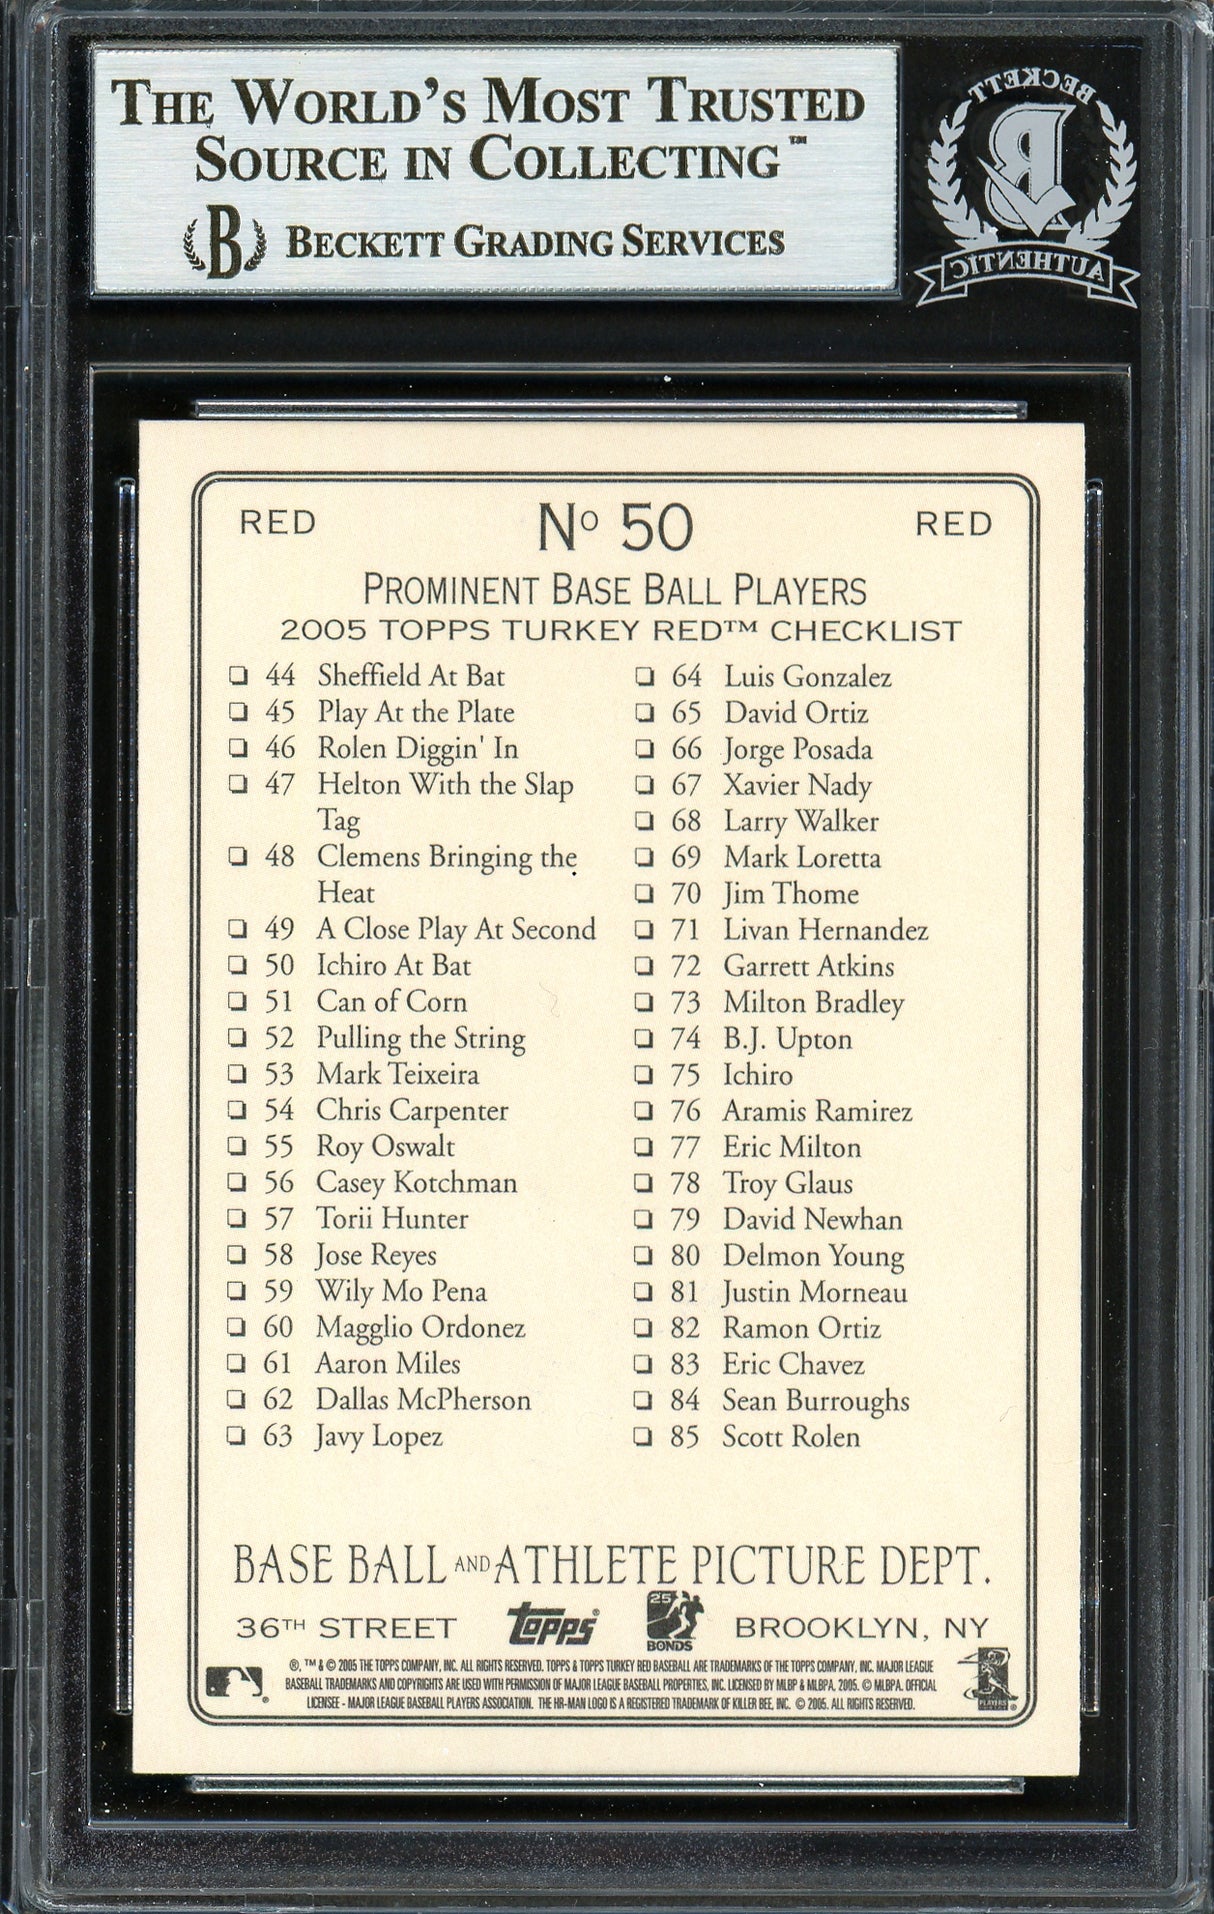 THE WORLD'S MOST TRUSTED
SOURCE IN COLLECTING™
B BECKETT GRADING SERVICES
BECKETT
B
AUTHENTIC
RED Nº 50 RED
PROMINENT BASE BALL PLAYERS
2005 TOPPS TURKEY RED™ CHECKLIST
❏ 44 Sheffield At Bat
❏ 45 Play At the Plate
❏ 46 Rolen Diggin' In
❏ 47 Helton With the Slap
Tag
❏ 48 Clemens Bringing the
Heat
❏ 49 A Close Play At Second
❏ 50 Ichiro At Bat
❏ 51 Can of Corn
❏ 52 Pulling the String
❏ 53 Mark Teixeira
❏ 54 Chris Carpenter
❏ 55 Roy Oswalt
❏ 56 Casey Kotchman
❏ 57 Torii Hunter
❏ 58 Jose Reyes
❏ 59 Wily Mo Pena
❏ 60 Magglio Ordonez
❏ 61 Aaron Miles
❏ 62 Dallas McPherson
❏ 63 Javy Lopez
❏ 64 Luis Gonzalez
❏ 65 David Ortiz
❏ 66 Jorge Posada
❏ 67 Xavier Nady
❏ 68 Larry Walker
❏ 69 Mark Loretta
❏ 70 Jim Thome
❏ 71 Livan Hernandez
❏ 72 Garrett Atkins
❏ 73 Milton Bradley
❏ 74 B.J. Upton
❏ 75 Ichiro
❏ 76 Aramis Ramirez
❏ 77 Eric Milton
❏ 78 Troy Glaus
❏ 79 David Newhan
❏ 80 Delmon Young
❏ 81 Justin Morneau
❏ 82 Ramon Ortiz
❏ 83 Eric Chavez
❏ 84 Sean Burroughs
❏ 85 Scott Rolen
BASE BALL AND ATHLETE PICTURE DEPT.
36TH STREET Topps® 25 BONDS BROOKLYN, NY
®, ™ & © 2005 THE TOPPS COMPANY, INC. ALL RIGHTS RESERVED. TOPPS & TOPPS TURKEY RED BASEBALL ARE TRADEMARKS OF THE TOPPS COMPANY, INC. MAJOR LEAGUE
BASEBALL TRADEMARKS AND COPYRIGHTS ARE USED WITH PERMISSION OF MAJOR LEAGUE BASEBALL PROPERTIES, INC. LICENSED BY MLBP & MLBPA, 2005. © MLBPA. OFFICIAL
LICENSEE - MAJOR LEAGUE BASEBALL PLAYERS ASSOCIATION. THE HR-MAN LOGO IS A REGISTERED TRADEMARK OF KILLER BEE, INC. © 2005. ALL RIGHTS RESERVED.
PLAYERS